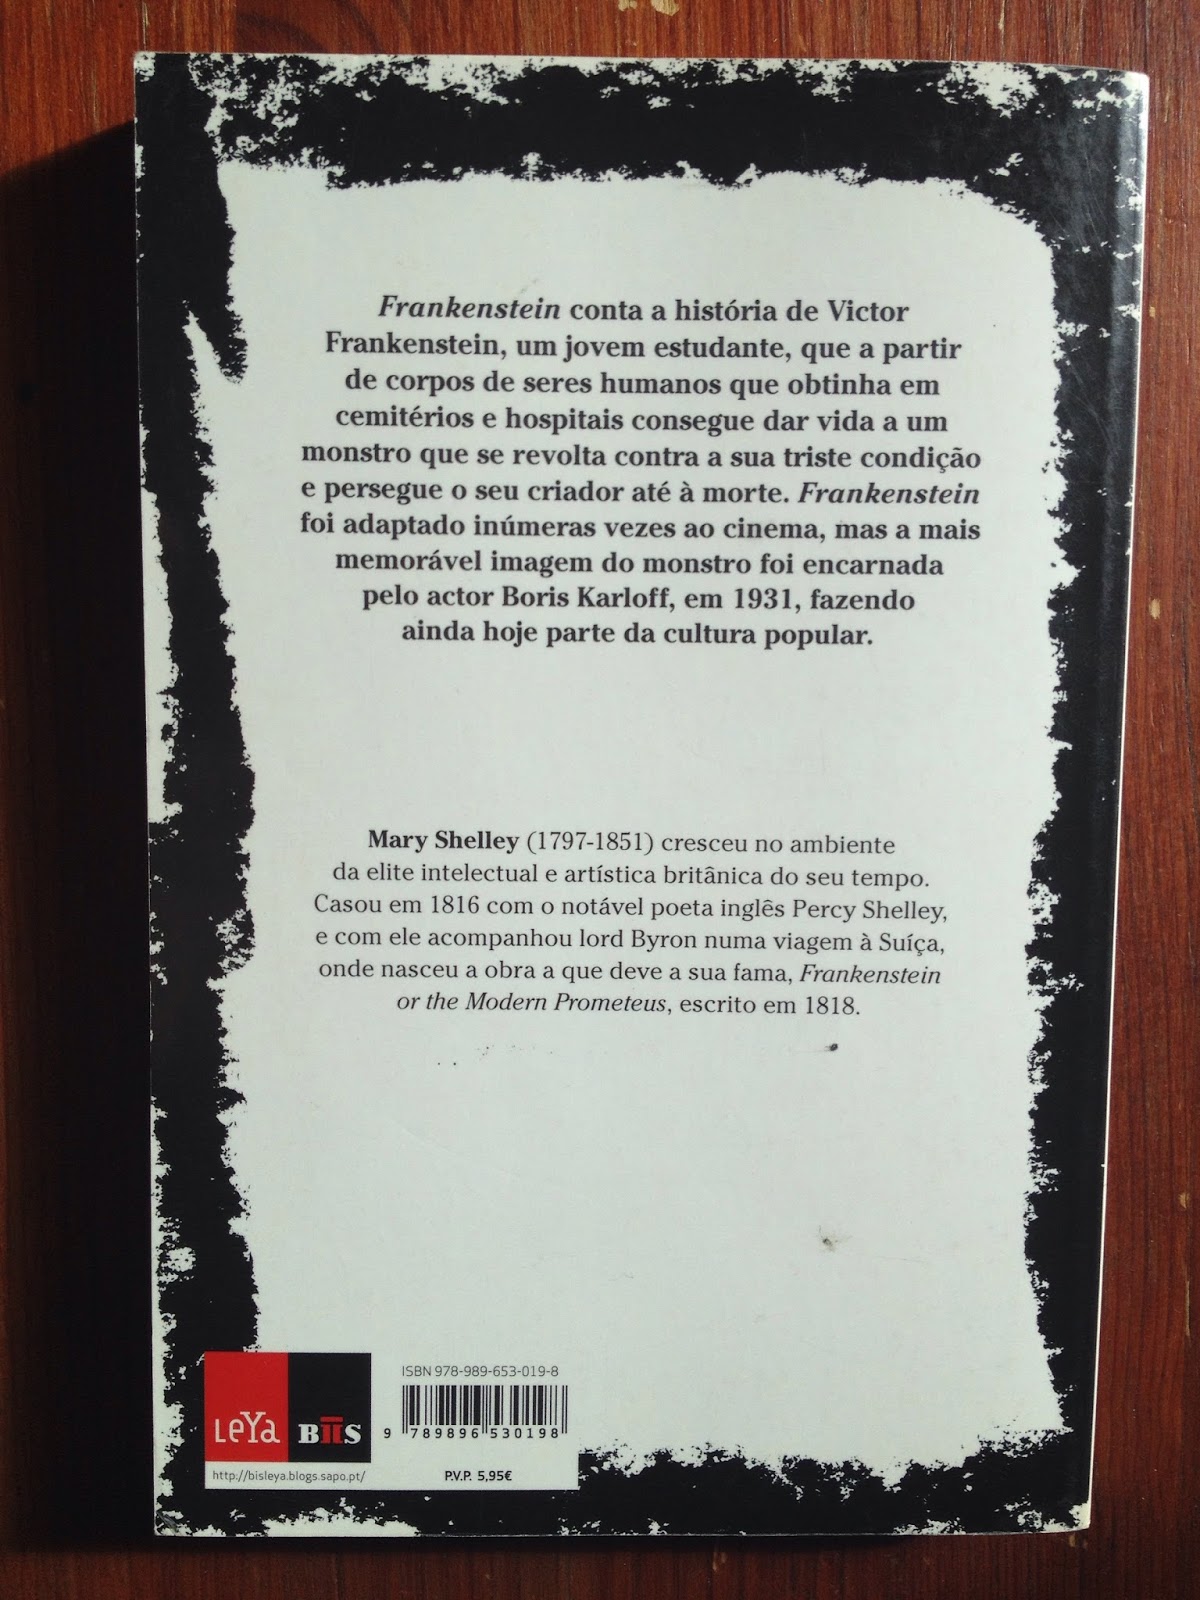 Frankenstein conta a história de Victor
Frankenstein, um jovem estudante, que a partir
de corpos de seres humanos que obtinha em
cemitérios e hospitais consegue dar vida a um
monstro que se revolta contra a sua triste condição
e persegue o seu criador até à morte. Frankenstein
foi adaptado inúmeras vezes ao cinema, mas a mais
memorável imagem do monstro foi encarnada
pelo actor Boris Karloff, em 1931, fazendo
ainda hoje parte da cultura popular.
Mary Shelley (1797-1851) cresceu no ambiente
da elite intelectual e artística britânica do seu tempo.
Casou em 1816 com o notável poeta inglês Percy Shelley,
e com ele acompanhou lord Byron numa viagem à Suíça,
onde nasceu a obra a que deve a sua fama, Frankenstein
or the Modern Prometeus, escrito em 1818.
LeYa BIIS
http://bisleya.blogs.sapo.pt/
ISBN 978-989-653-019-8
9 789896 530198
P.V.P. 5,95€